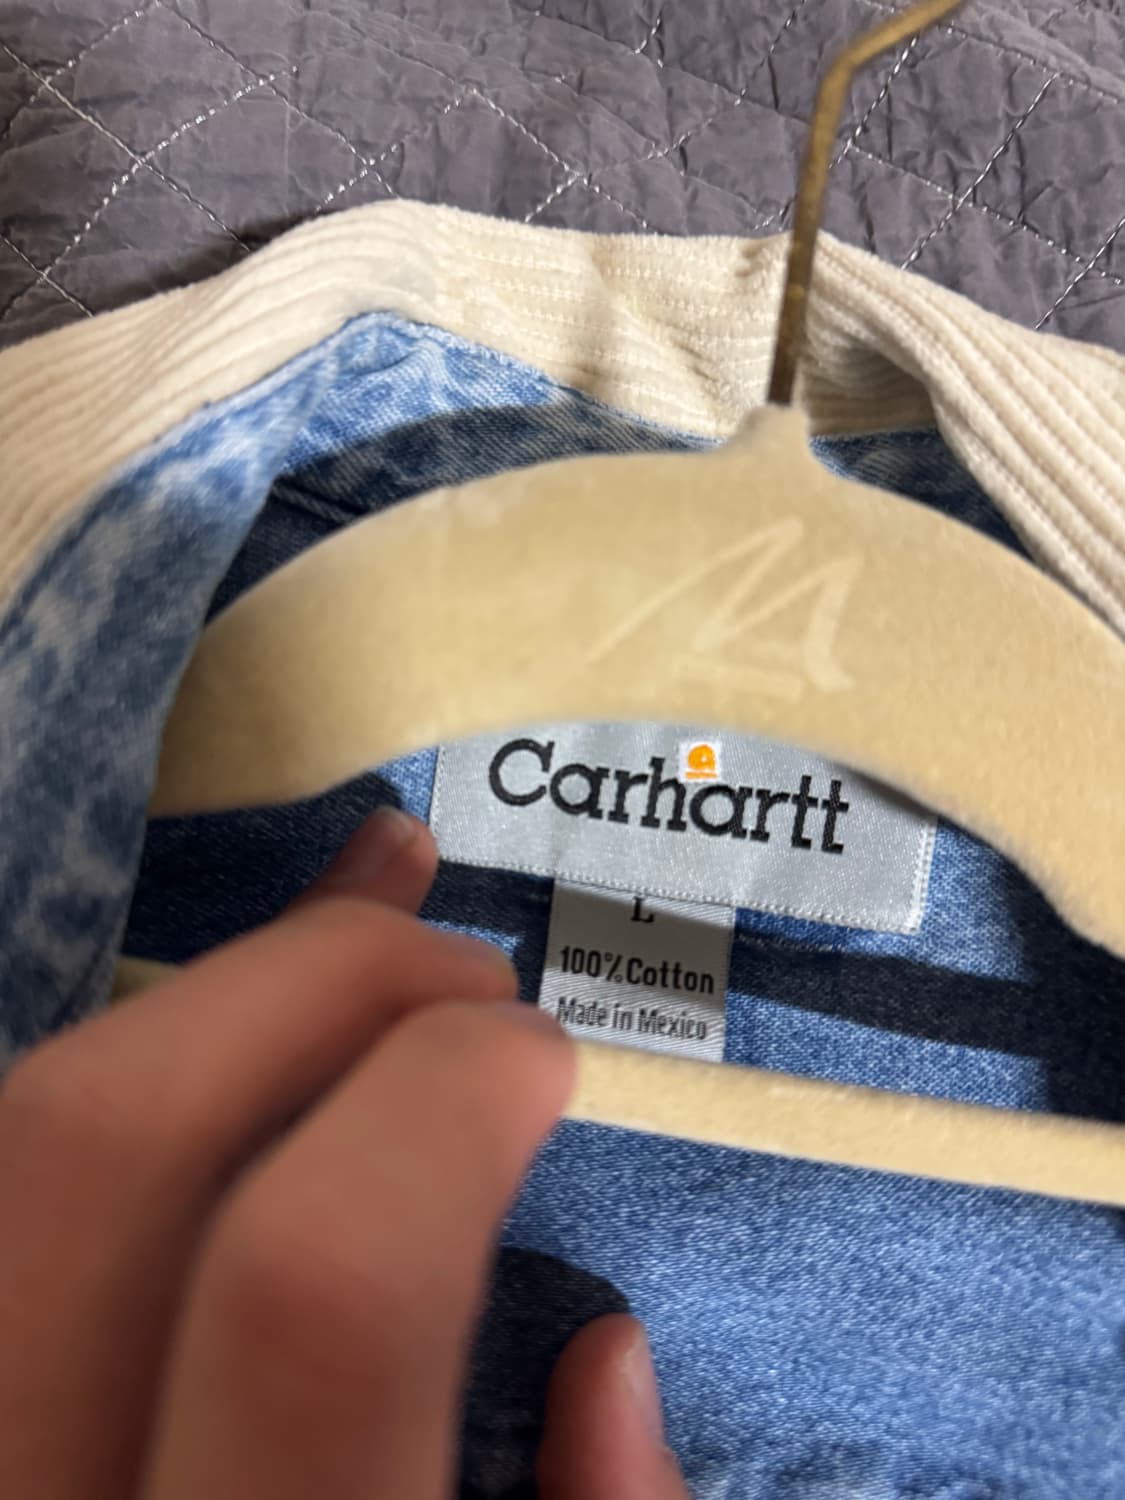 Carhartt
L
100% Cotton
Made in Mexico